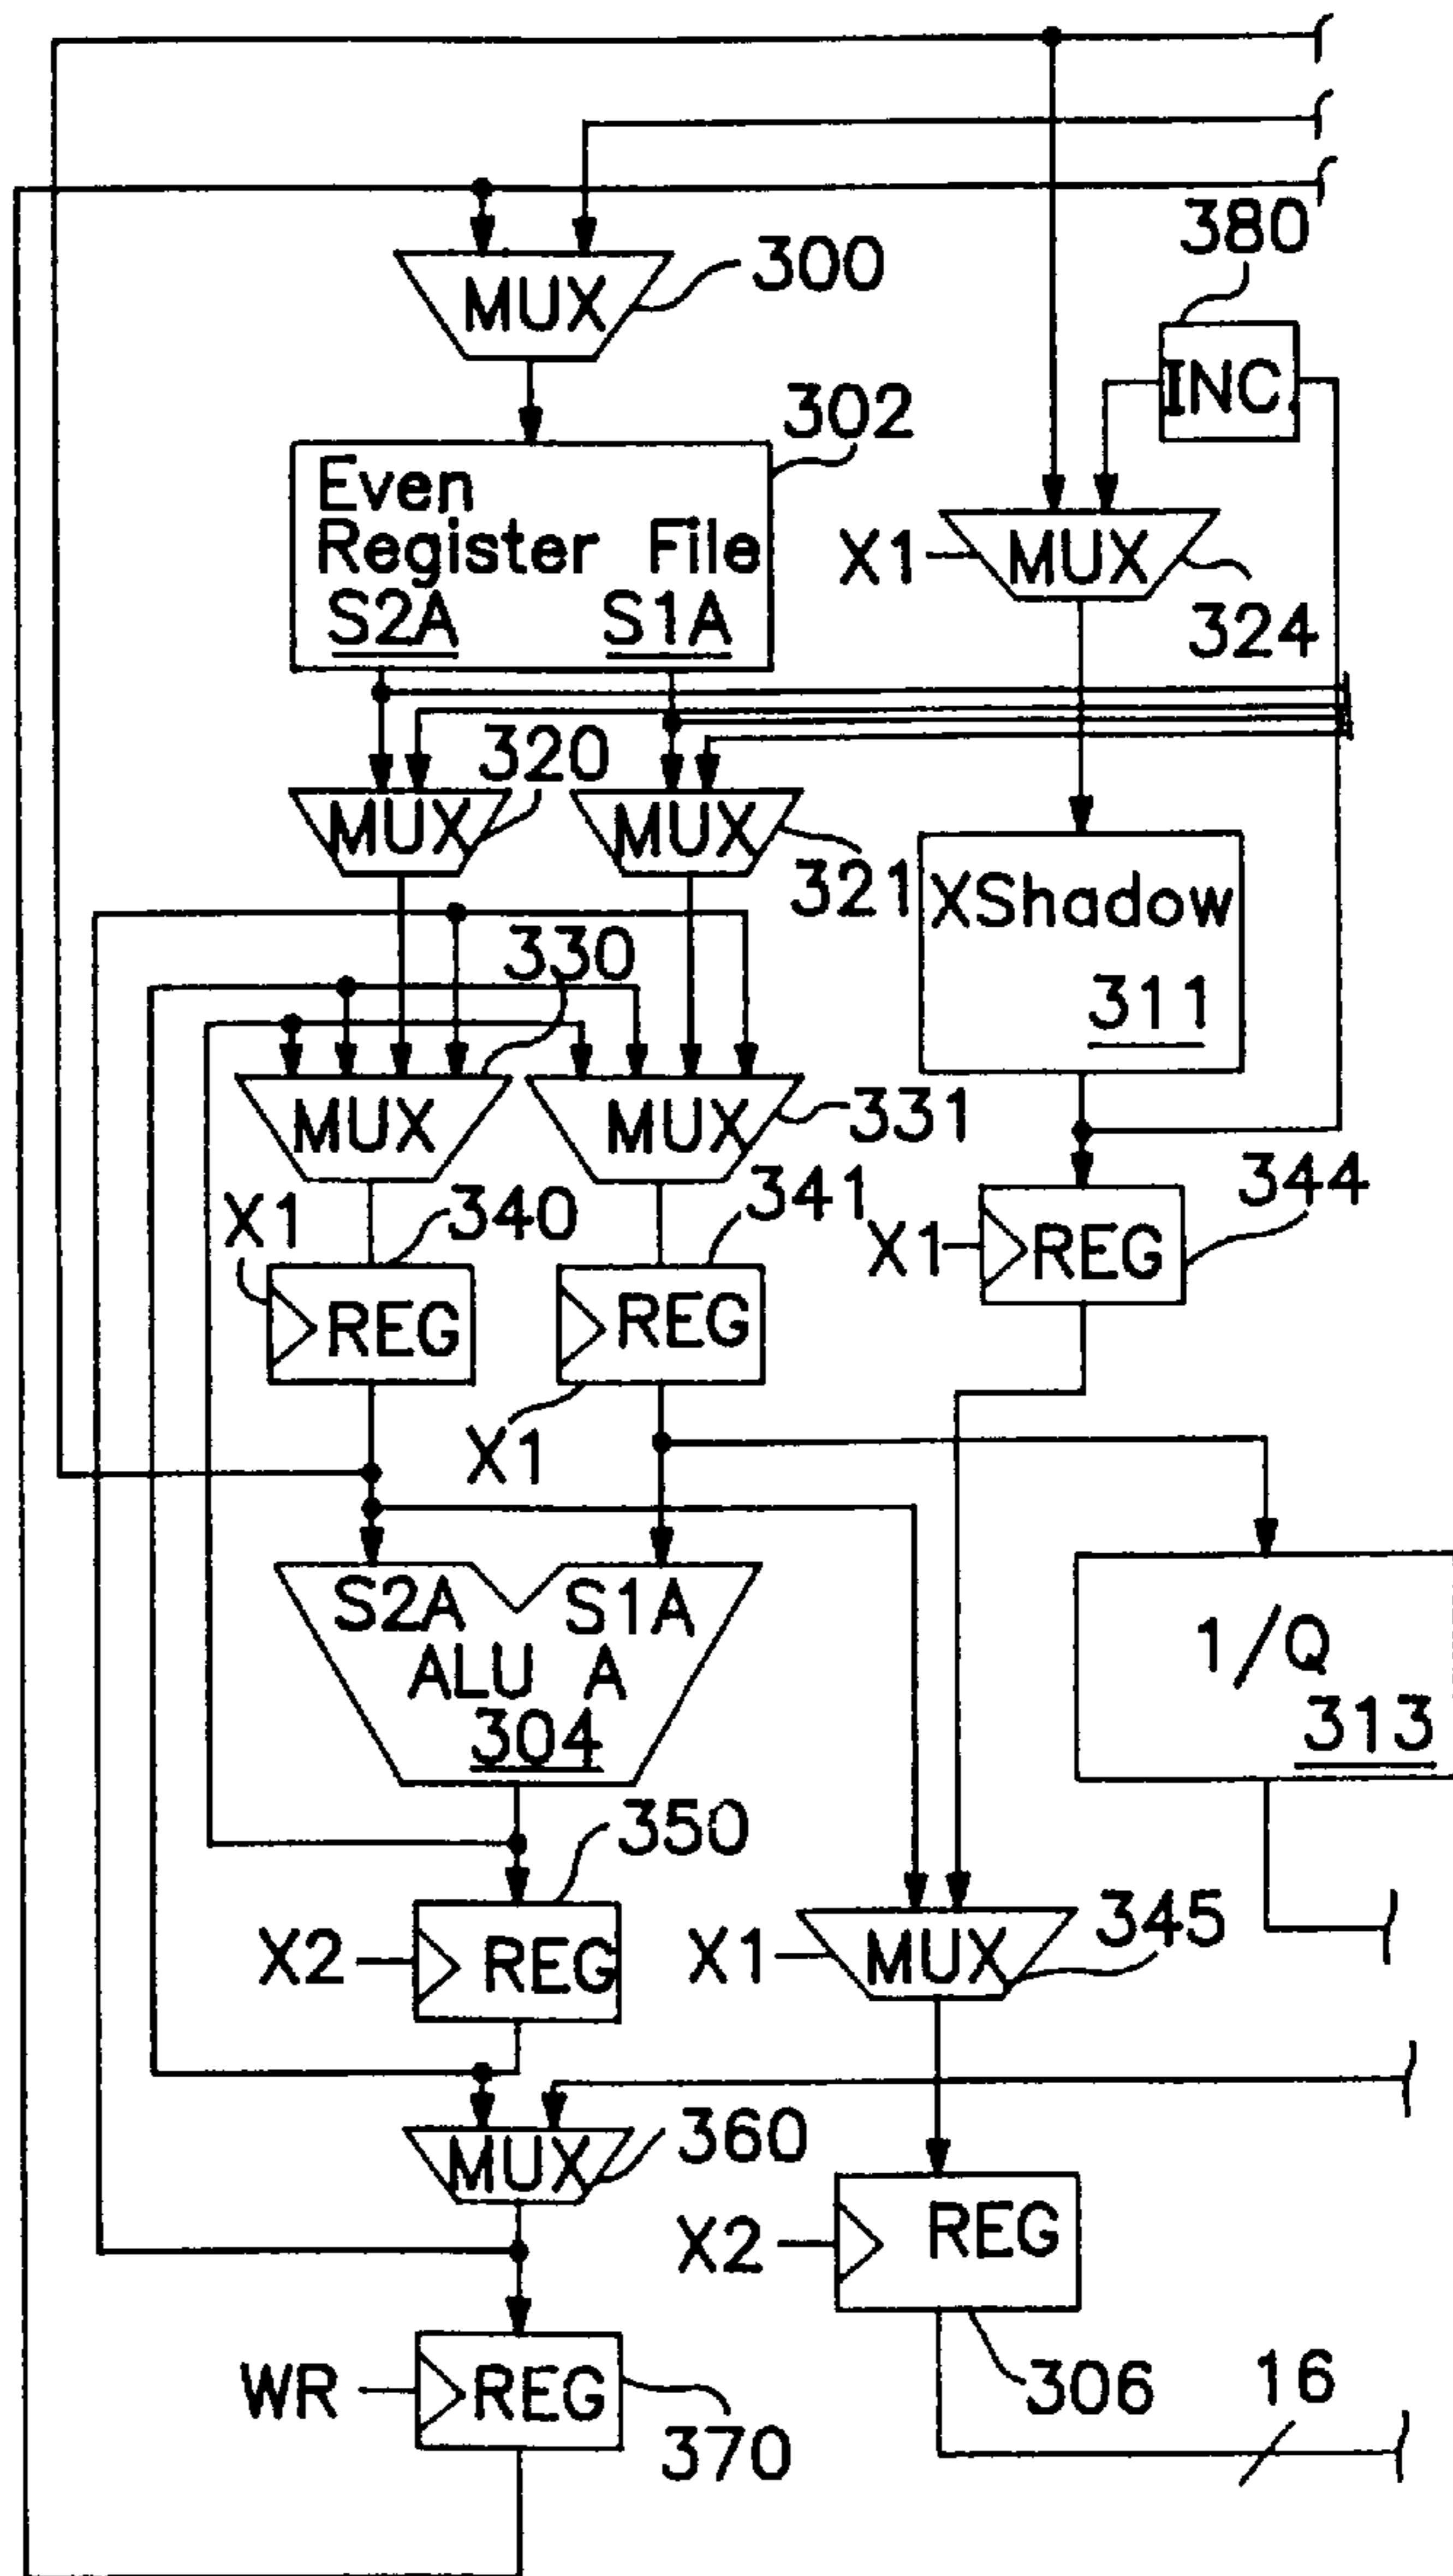 380
300
MUX
INC
302
Even
Register File
S2A S1A
X1
MUX
324
320
MUX
MUX
321
XShadow
311
330
MUX
MUX
331
X1
340
341
344
X1
REG
REG
REG
X1
S2A S1A
ALU A
304
1/Q
313
350
X2
REG
X1
MUX
345
MUX
360
X2
REG
306
16
WR
REG
370